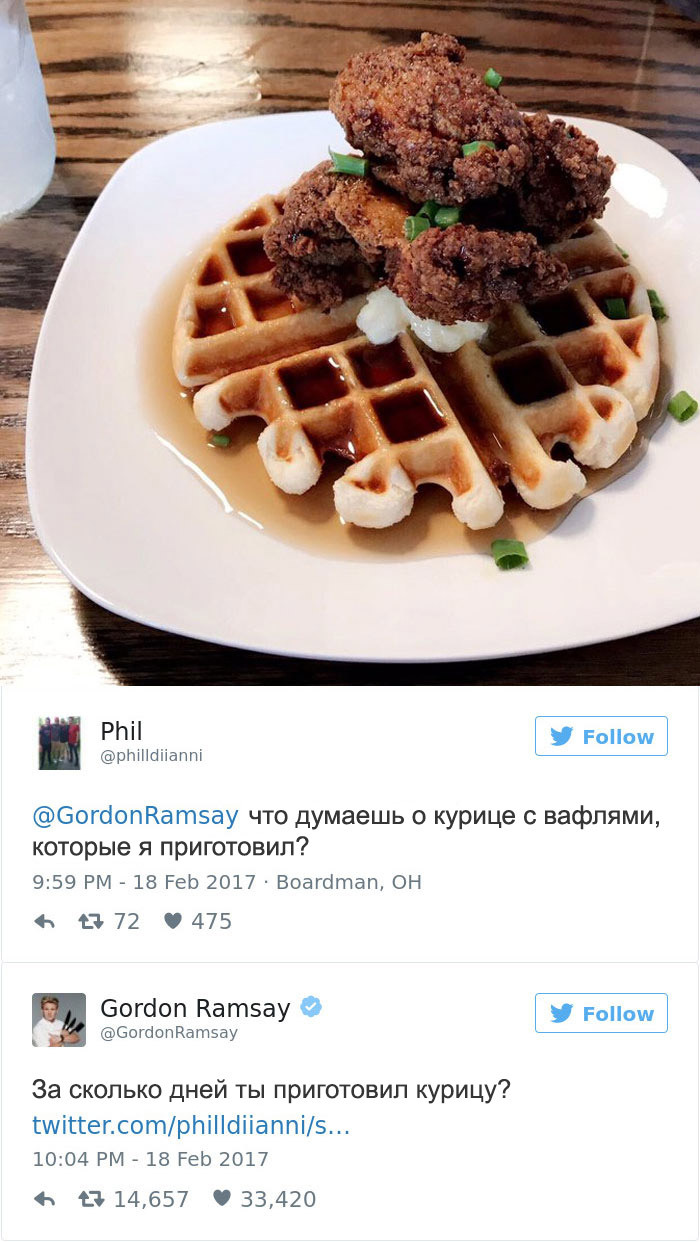 Phil
@philldiianni
Follow
@GordonRamsay что думаешь о курице с вафлями,
которые я приготовил?
9:59 PM - 18 Feb 2017 · Boardman, OH
72 475
Gordon Ramsay
@GordonRamsay
Follow
За сколько дней ты приготовил курицу?
twitter.com/philldiianni/s...
10:04 PM - 18 Feb 2017
14,657 33,420